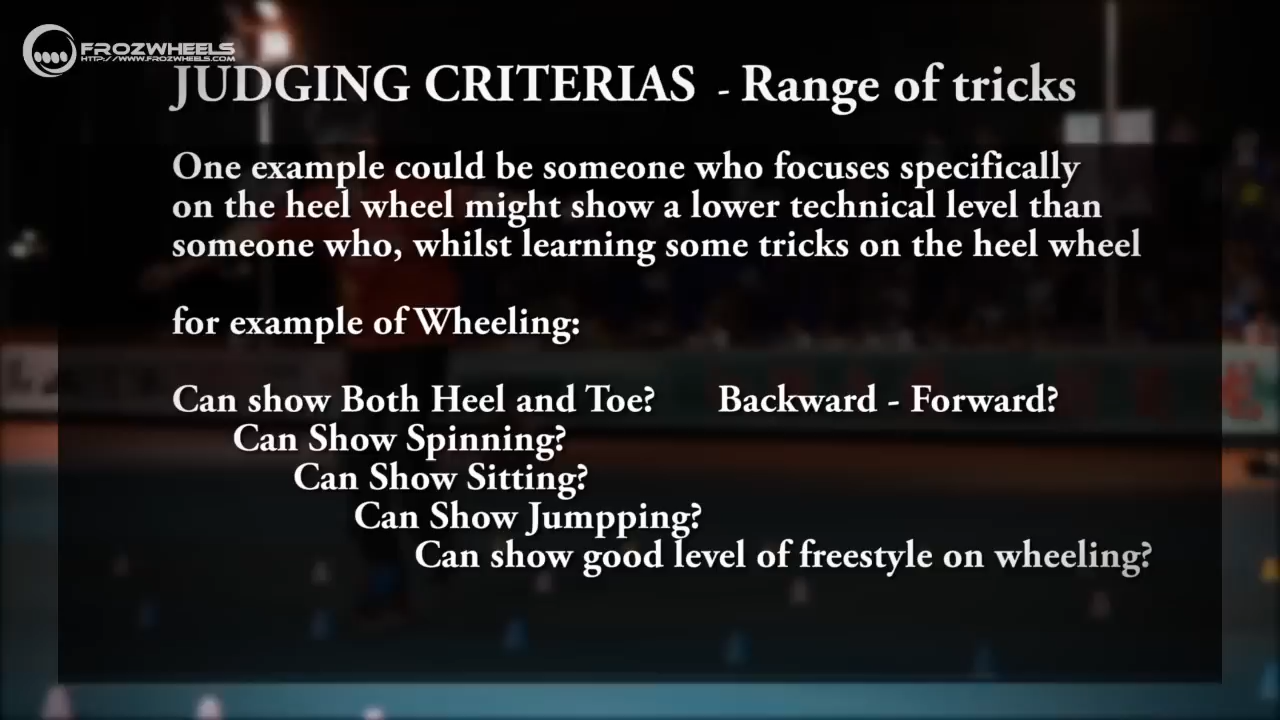 FROZWHEELS
HTTP://WWW.FROZWHEELS.COM
JUDGING CRITERIAS - Range of tricks
One example could be someone who focuses specifically
on the heel wheel might show a lower technical level than
someone who, whilst learning some tricks on the heel wheel
for example of Wheeling:
Can show Both Heel and Toe? Backward - Forward?
Can Show Spinning?
Can Show Sitting?
Can Show Jumpping?
Can show good level of freestyle on wheeling?